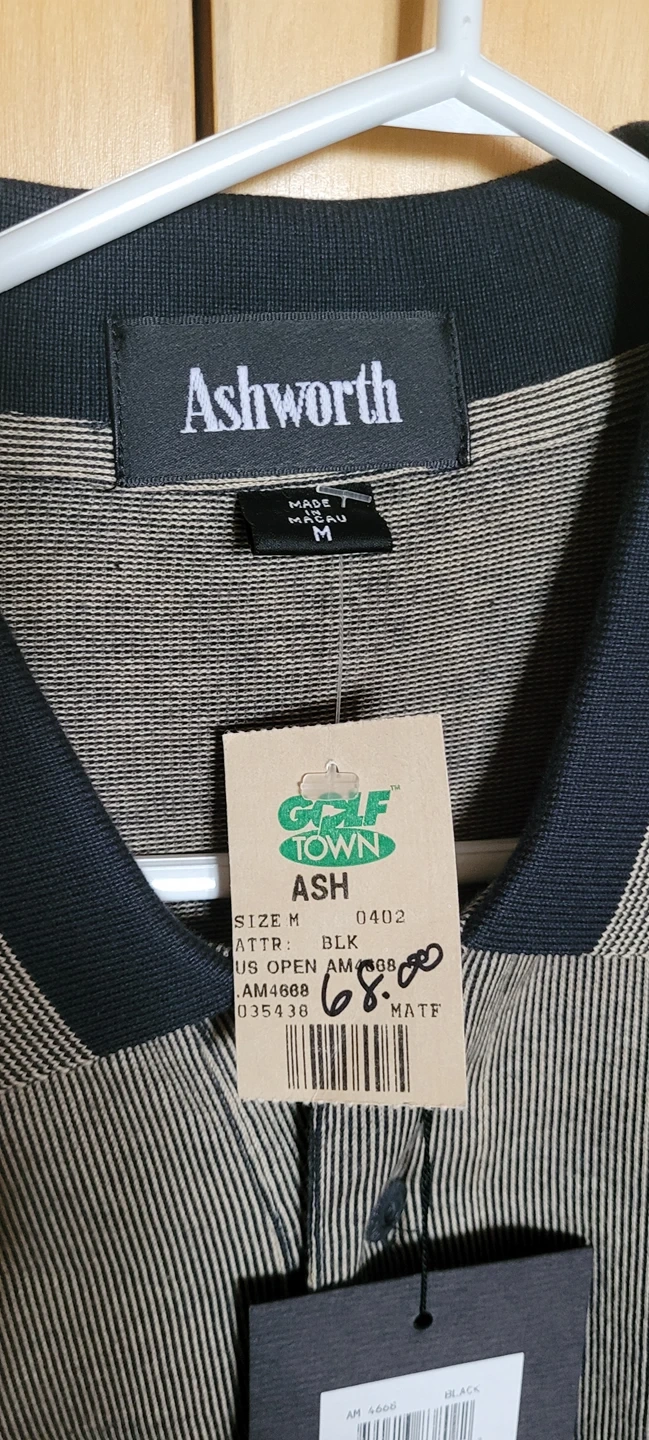 Ashworth
MADE
IN
MACAU
M
GOLF™
TOWN
ASH
SIZE M 0402
ATTR: BLK
US OPEN AM4668
.AM4668 68.00
035438 MATF
AM 4668 BLACK